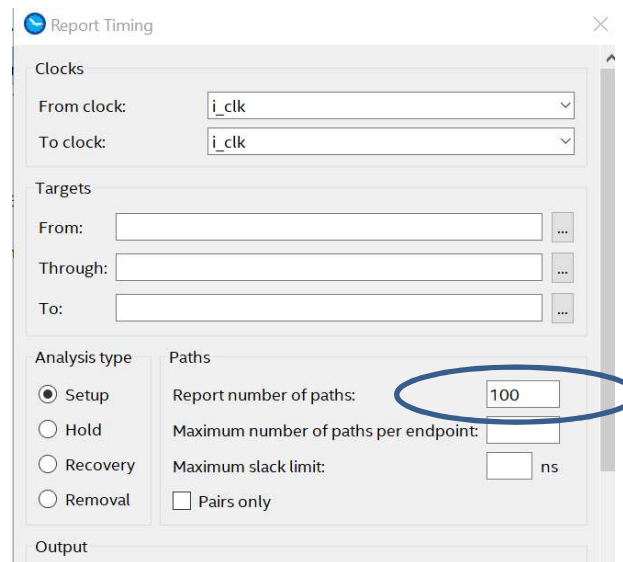 Report Timing
Clocks
From clock: i_clk
To clock: i_clk
Targets
From: ...
Through: ...
To: ...
Analysis type Paths
Setup Report number of paths: 100
Hold Maximum number of paths per endpoint:
Recovery Maximum slack limit: ns
Removal Pairs only
Output